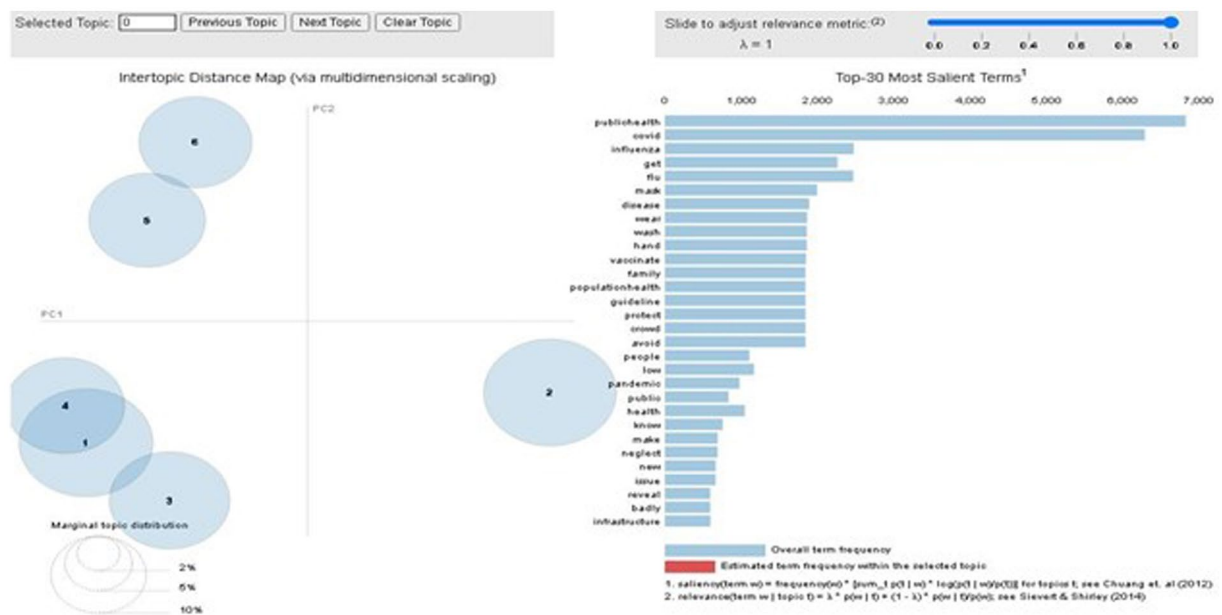 Selected Topic: 0 Previous Topic Next Topic Clear Topic
Slide to adjust relevance metric:(2)
λ = 1
0.0 0.2 0.4 0.6 0.8 1.0
Intertopic Distance Map (via multidimensional scaling)
PC2
PC1
6
5
4
1
3
2
Marginal topic distribution
2%
5%
10%
Top-30 Most Salient Terms1
0 1,000 2,000 3,000 4,000 5,000 6,000 7,000
publichealth
covid
influenza
get
flu
mask
disease
wear
wash
hand
vaccinate
family
populationhealth
guideline
protect
crowd
avoid
people
low
pandemic
public
health
know
make
neglect
new
issue
reveal
badly
infrastructure
Overall term frequency
Estimated term frequency within the selected topic
1. saliency(term w) = frequency(w) * [sum_t p(t | w) * log(p(t | w)/p(t))] for topics t; see Chuang et. al (2012)
2. relevance(term w | topic t) = λ * p(w | t) + (1 - λ) * p(w | t)/p(w); see Sievert & Shirley (2014)